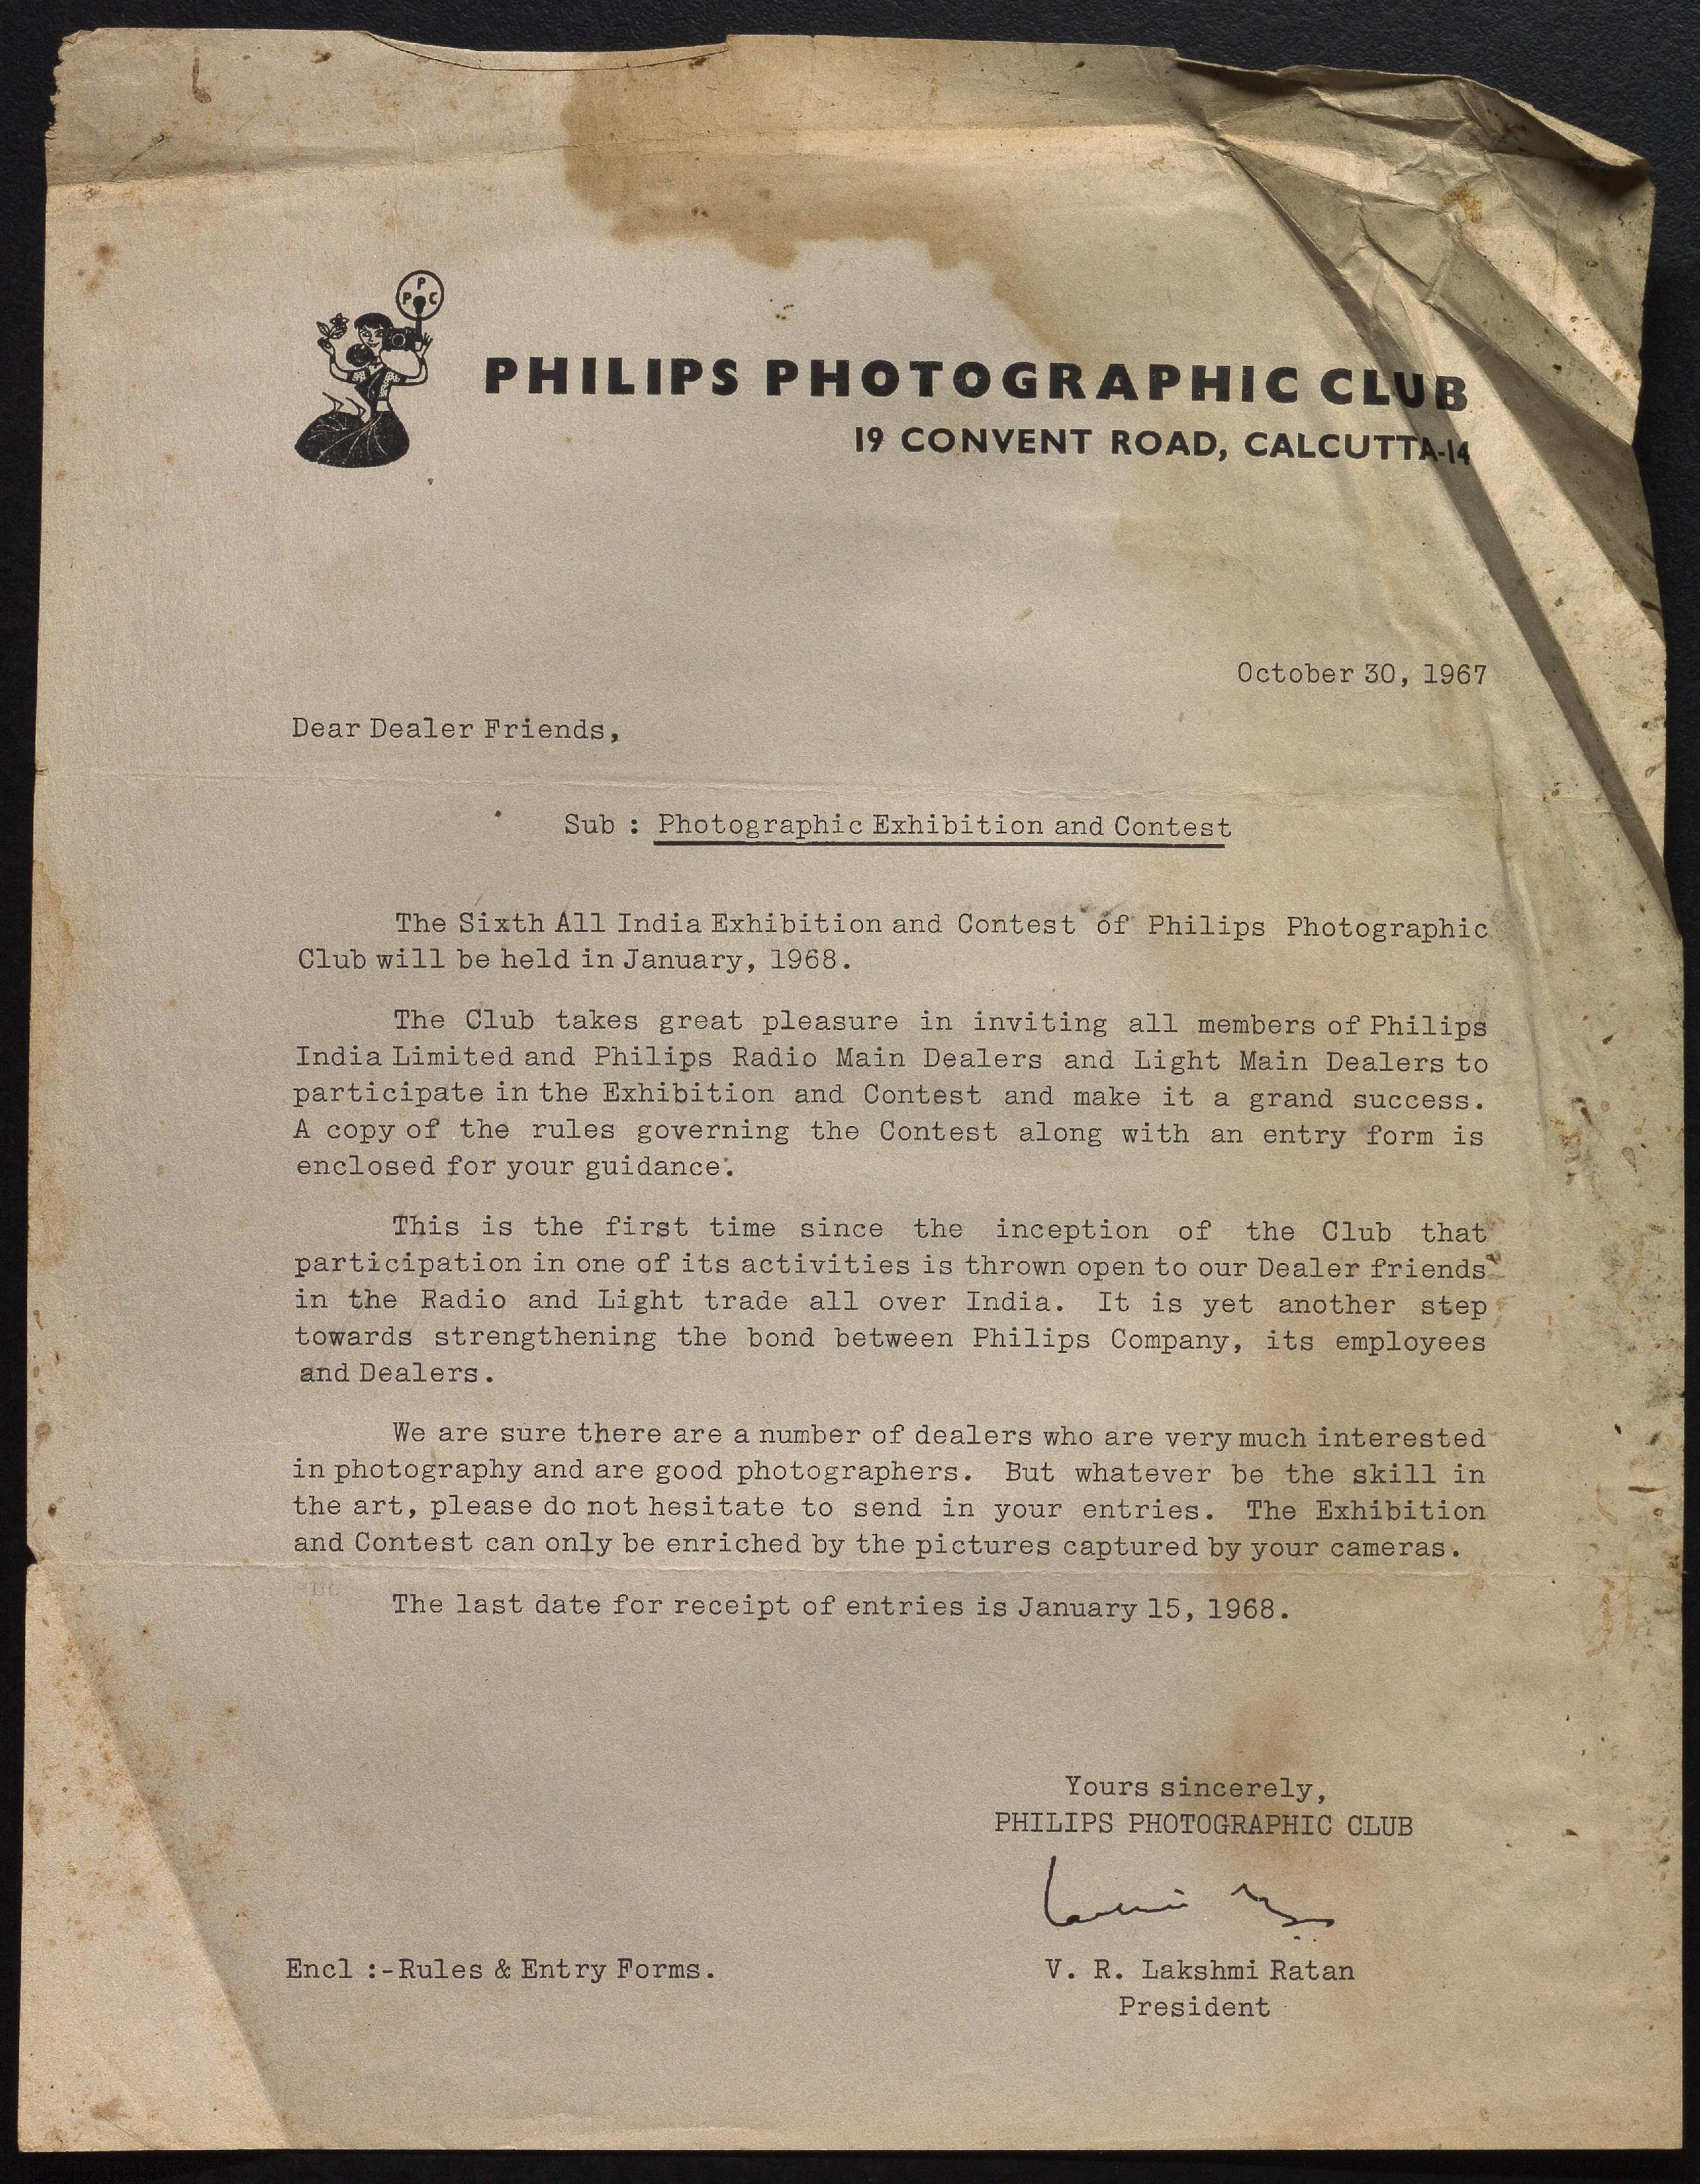 P
P C
PHILIPS PHOTOGRAPHIC CLUB
19 CONVENT ROAD, CALCUTTA-14
October 30, 1967
Dear Dealer Friends,
Sub : Photographic Exhibition and Contest
The Sixth All India Exhibition and Contest of Philips Photographic
Club will be held in January, 1968.
The Club takes great pleasure in inviting all members of Philips
India Limited and Philips Radio Main Dealers and Light Main Dealers to
participate in the Exhibition and Contest and make it a grand success.
A copy of the rules governing the Contest along with an entry form is
enclosed for your guidance.
This is the first time since the inception of the Club that
participation in one of its activities is thrown open to our Dealer friends
in the Radio and Light trade all over India. It is yet another step
towards strengthening the bond between Philips Company, its employees
and Dealers.
We are sure there are a number of dealers who are very much interested
in photography and are good photographers. But whatever be the skill in
the art, please do not hesitate to send in your entries. The Exhibition
and Contest can only be enriched by the pictures captured by your cameras.
The last date for receipt of entries is January 15, 1968.
Yours sincerely,
PHILIPS PHOTOGRAPHIC CLUB
Encl :-Rules & Entry Forms.
V. R. Lakshmi Ratan
President